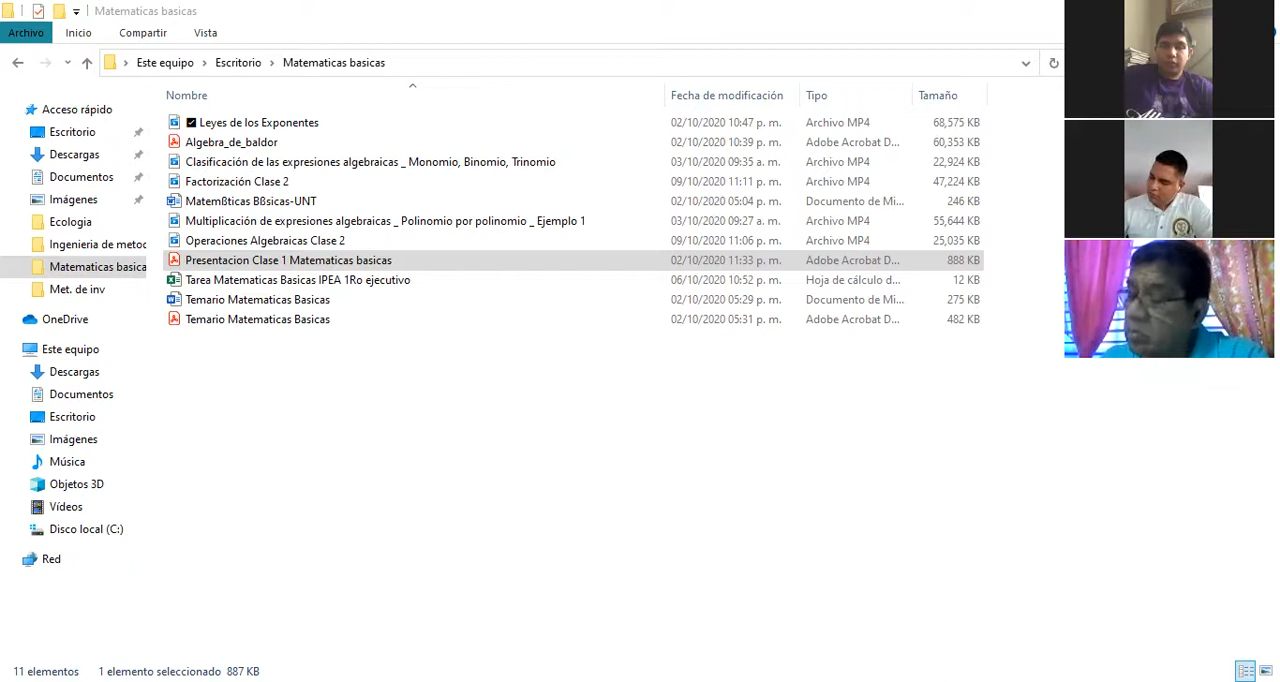 Matematicas basicas
Archivo Inicio Compartir Vista
Este equipo Escritorio Matematicas basicas
Nombre Fecha de modificación Tipo Tamaño
Acceso rápido
Escritorio
Descargas
Documentos
Imágenes
Ecologia
Ingenieria de metoc
Matematicas basica
Met. de inv
OneDrive
Este equipo
Descargas
Documentos
Escritorio
Imágenes
Música
Objetos 3D
Vídeos
Disco local (C:)
Red
Leyes de los Exponentes 02/10/2020 10:47 p. m. Archivo MP4 68,575 KB
Algebra_de_baldor 02/10/2020 10:39 p. m. Adobe Acrobat D... 60,353 KB
Clasificación de las expresiones algebraicas _ Monomio, Binomio, Trinomio 03/10/2020 09:35 a. m. Archivo MP4 22,924 KB
Factorización Clase 2 09/10/2020 11:11 p. m. Archivo MP4 47,224 KB
Matemßticas Bßsicas-UNT 02/10/2020 05:04 p. m. Documento de Mi... 246 KB
Multiplicación de expresiones algebraicas _ Polinomio por polinomio _ Ejemplo 1 03/10/2020 09:27 a. m. Archivo MP4 55,644 KB
Operaciones Algebraicas Clase 2 09/10/2020 11:06 p. m. Archivo MP4 25,035 KB
Presentacion Clase 1 Matematicas basicas 02/10/2020 11:33 p. m. Adobe Acrobat D... 888 KB
Tarea Matematicas Basicas IPEA 1Ro ejecutivo 06/10/2020 10:52 p. m. Hoja de cálculo d... 12 KB
Temario Matematicas Basicas 02/10/2020 05:29 p. m. Documento de Mi... 275 KB
Temario Matematicas Basicas 02/10/2020 05:31 p. m. Adobe Acrobat D... 482 KB
11 elementos 1 elemento seleccionado 887 KB